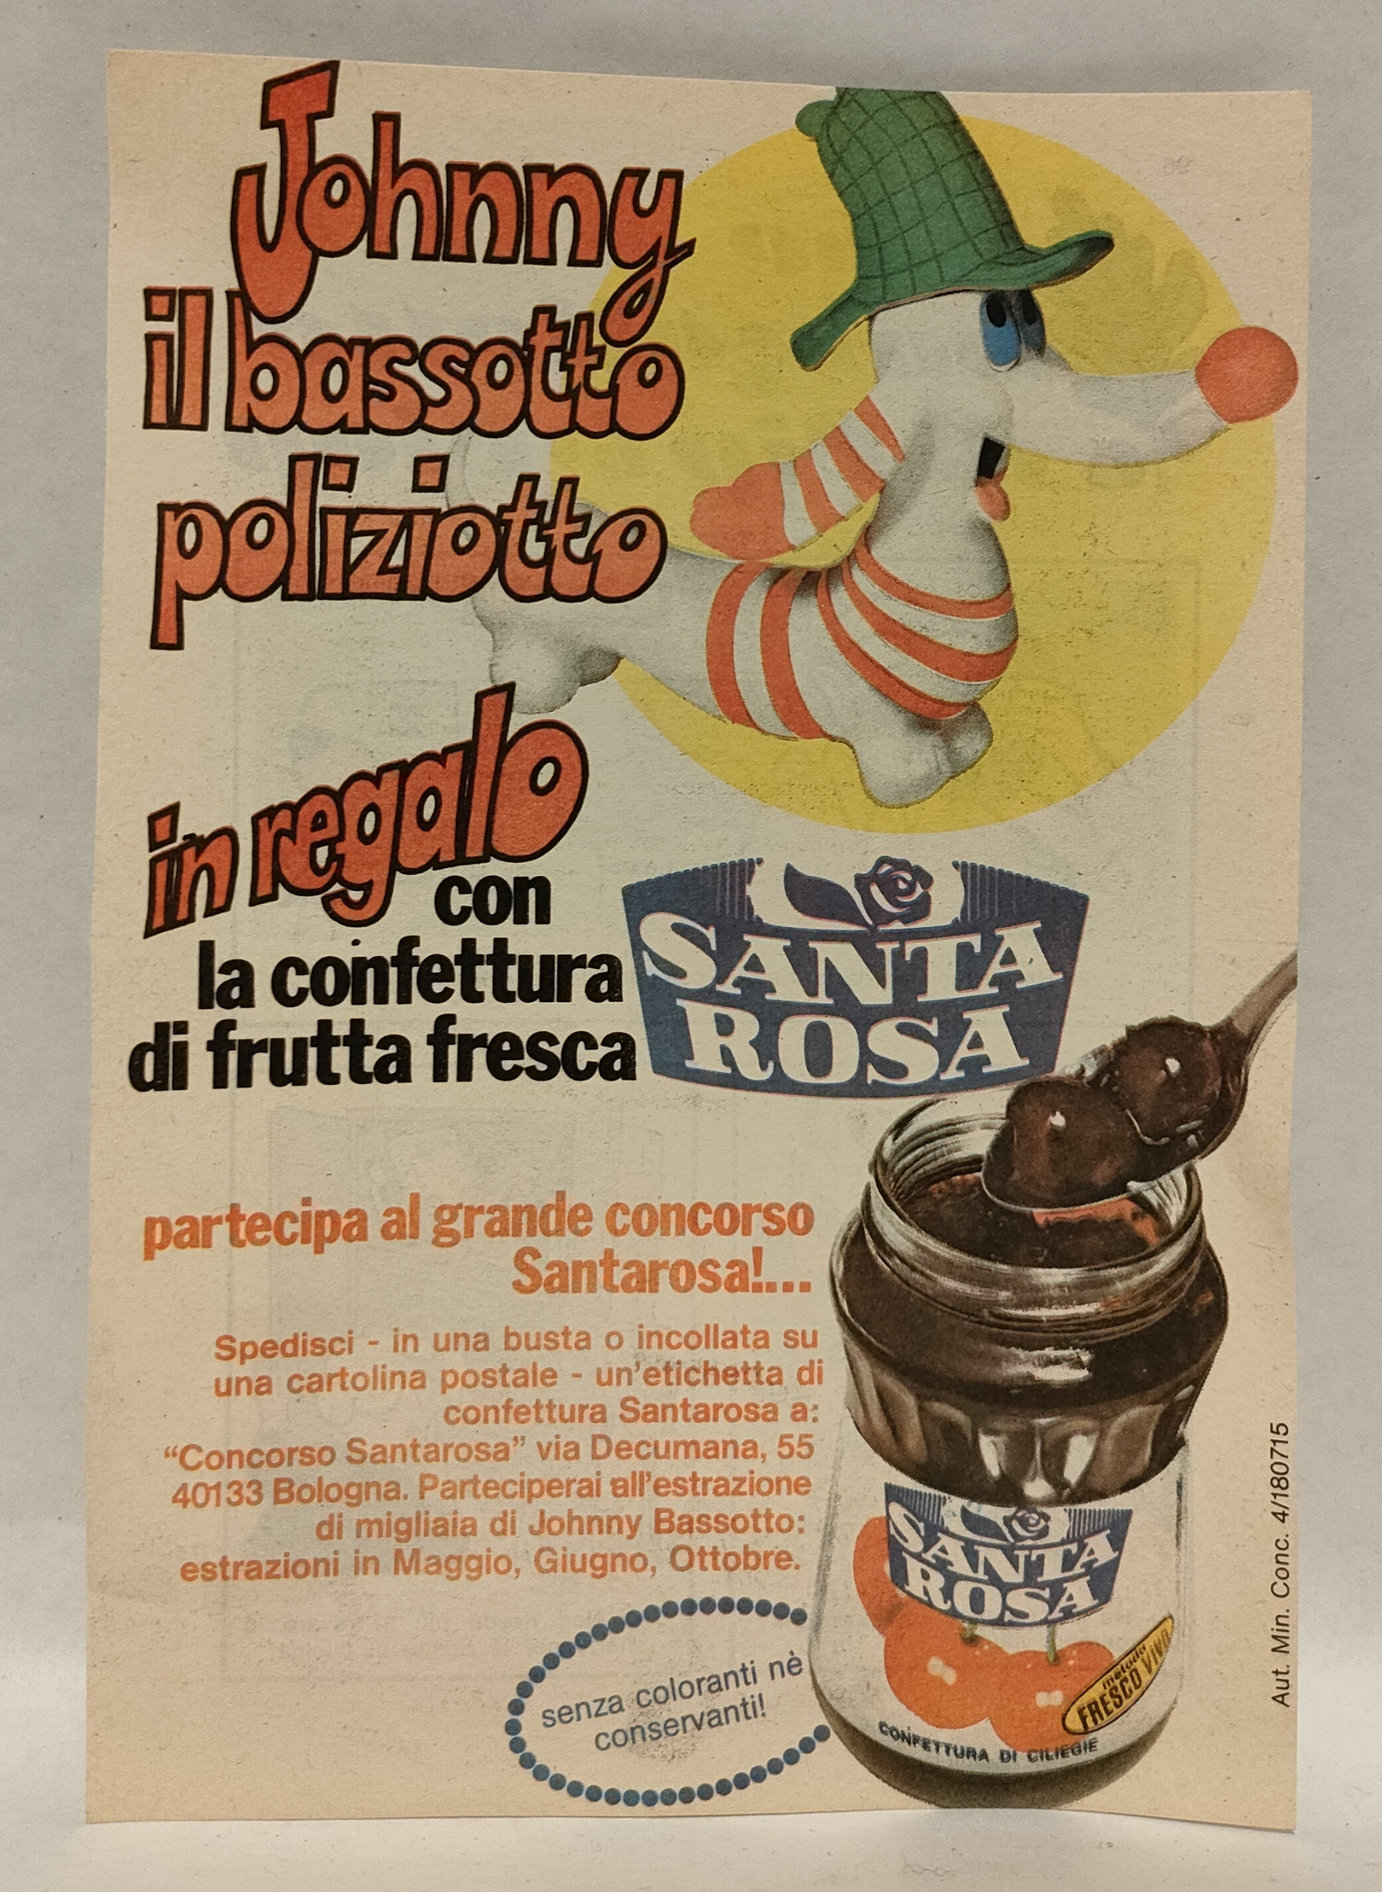 Johnny
il bassotto
poliziotto
in regalo
con
la confettura
di frutta fresca
SANTA
ROSA
partecipa al grande concorso
Santarosa!...
Spedisci - in una busta o incollata su
una cartolina postale - un'etichetta di
confettura Santarosa a:
"Concorso Santarosa" via Decumana, 55
40133 Bologna. Parteciperai all'estrazione
di migliaia di Johnny Bassotto:
estrazioni in Maggio, Giugno, Ottobre.
senza coloranti nè
conservanti!
SANTA
ROSA
metodo
FRESCO VIVO
CONFETTURA DI CILIEGIE
Aut. Min. Conc. 4/180715